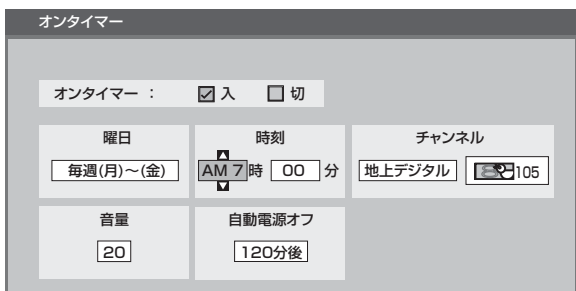 オンタイマー
オンタイマー : 入 切
曜日 時刻 チャンネル
毎週(月)~(金) AM 7 時 00 分 地上デジタル 105
音量 自動電源オフ
20 120分後